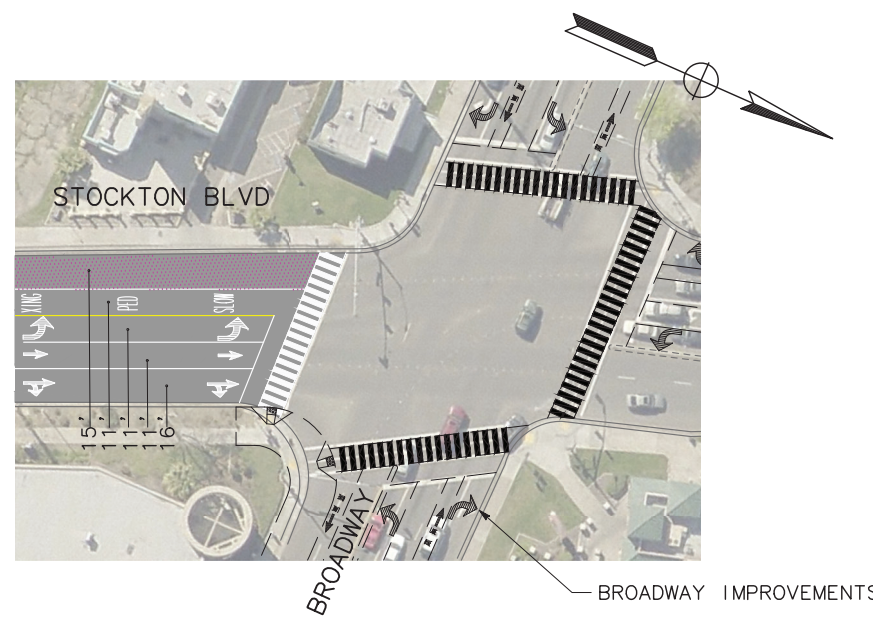 STOCKTON BLVD
XING
PED
SLOW
15'
11'
11'
11'
16'
BROADWAY
BROADWAY IMPROVEMENTS